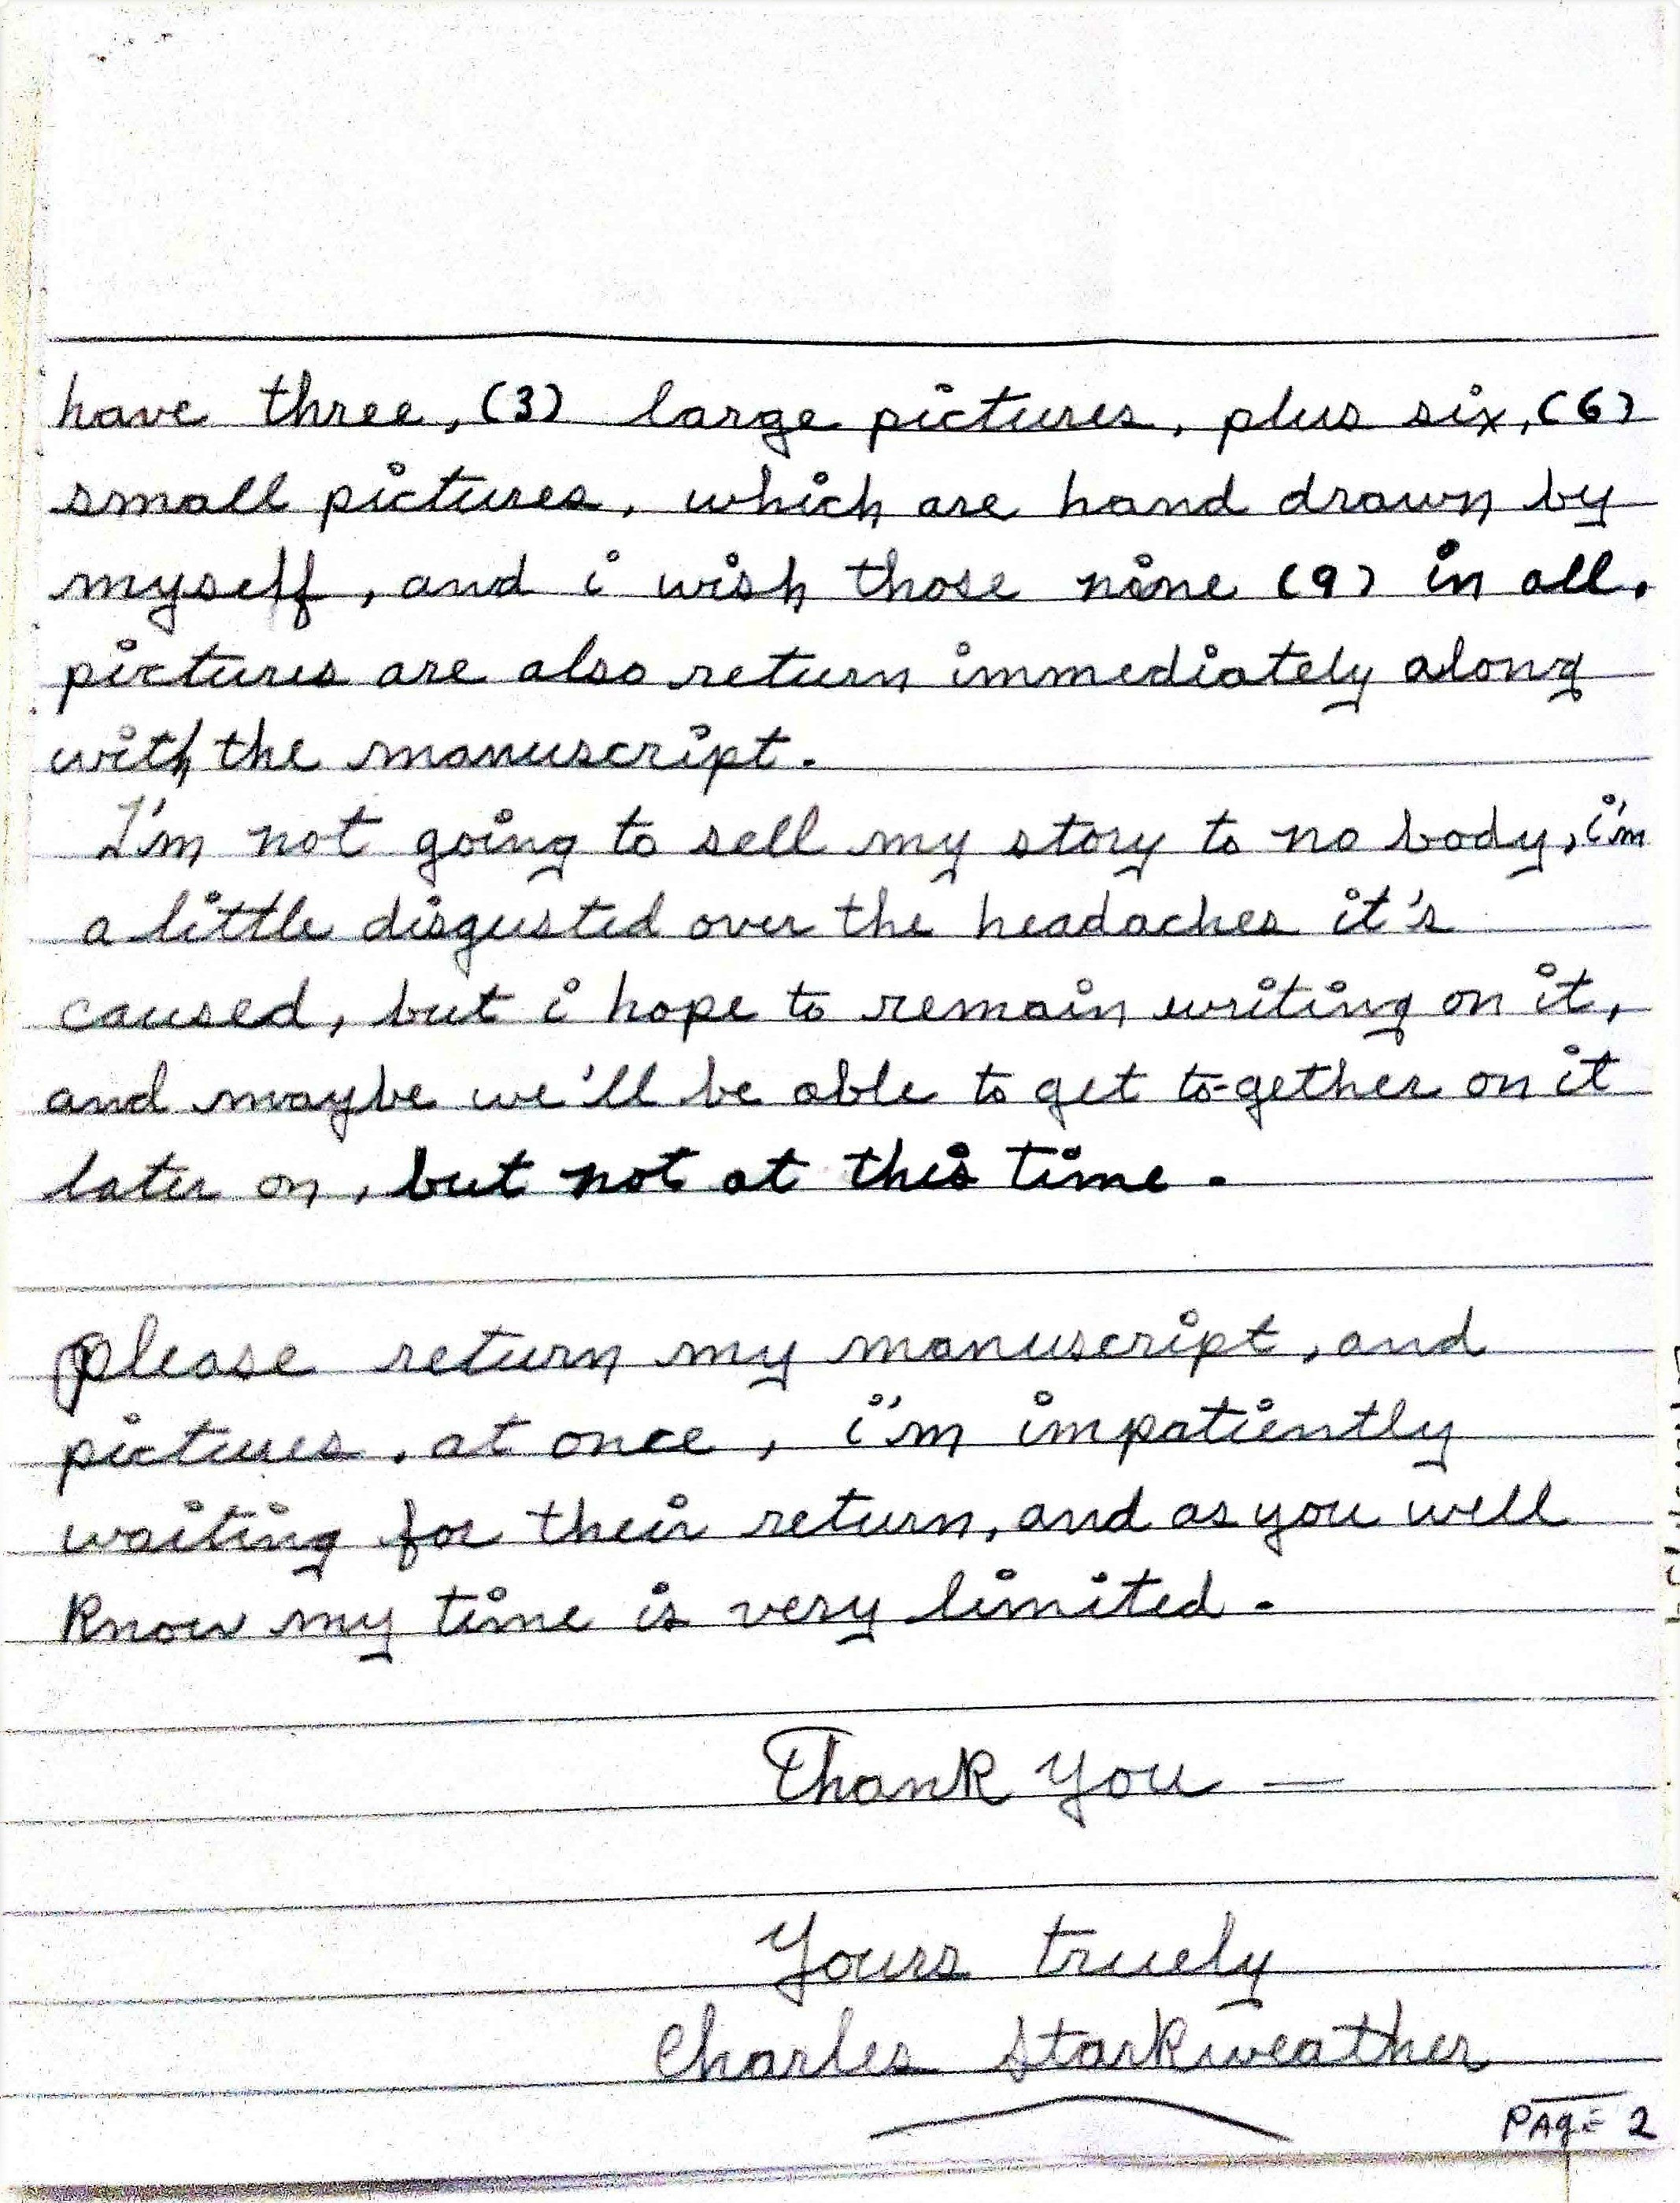 have three, (3) large pictures, plus six, (6)
small pictures, which are hand drawn by
myself, and i wish those nine (9) in all,
pictures are also return immediately along
with the manuscript.
I'm not going to sell my story to no body, i'm
a little disgusted over the headaches it's
caused, but i hope to remain writing on it,
and maybe we'll be able to get to-gether on it
later on, but not at this time.
please return my manuscript, and
pictures, at once, i'm impatiently
waiting for their return, and as you well
Know my time is very limited.
Thank you —
Yours truely
Charles Starkweather
PAge 2